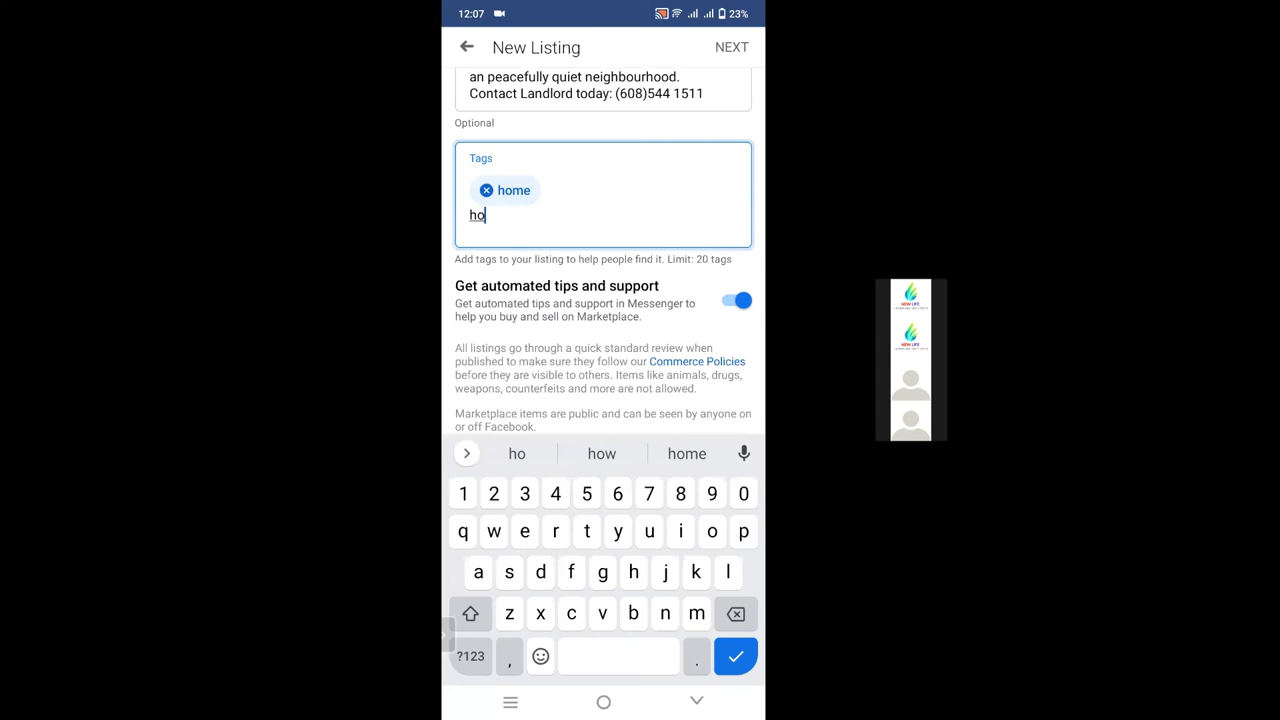 12:07
23%
New Listing
NEXT
an peacefully quiet neighbourhood.
Contact Landlord today: (608)544 1511
Optional
Tags
home
ho
Add tags to your listing to help people find it. Limit: 20 tags
Get automated tips and support
Get automated tips and support in Messenger to
help you buy and sell on Marketplace.
All listings go through a quick standard review when
published to make sure they follow our Commerce Policies
before they are visible to others. Items like animals, drugs,
weapons, counterfeits and more are not allowed.
Marketplace items are public and can be seen by anyone on
or off Facebook.
ho how home
1 2 3 4 5 6 7 8 9 0
q w e r t y u i o p
a s d f g h j k l
z x c v b n m
?123 , .
NEW LIFE
NEW LIFE